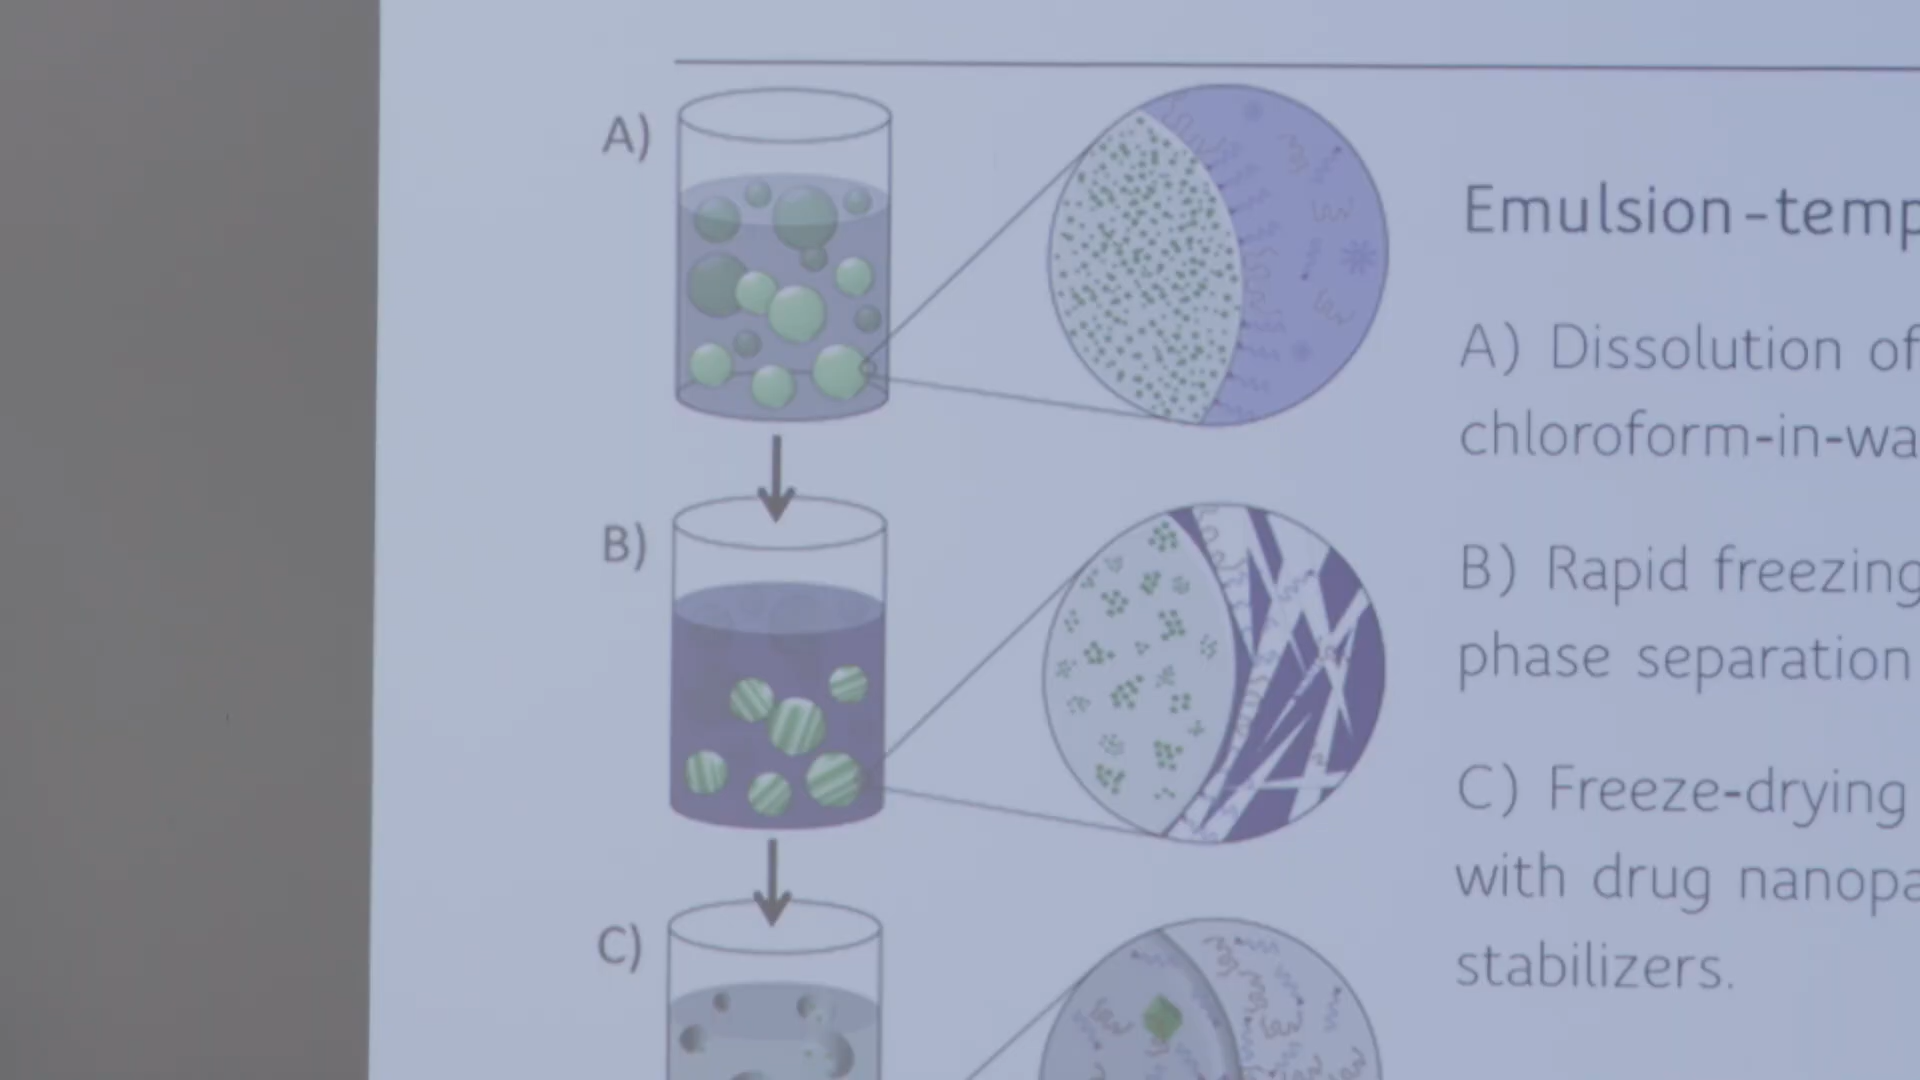 A)
Emulsion-temp
A) Dissolution of
chloroform-in-wa
B)
B) Rapid freezing
phase separation
C) Freeze-drying
with drug nanopa
C)
stabilizers.